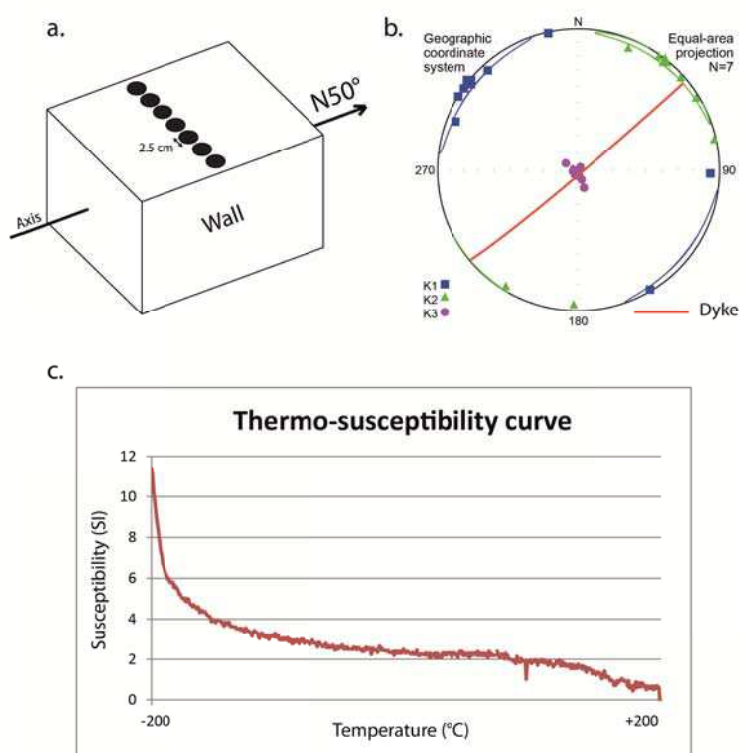 a.
N50°
2.5 cm
Axis
Wall
b.
Geographic
coordinate
system
N
Equal-area
projection
N=7
270
90
K1
K2
K3
180
Dyke
c.
Thermo-susceptibility curve
Susceptibility (SI)
12
10
8
6
4
2
0
-200
Temperature (°C)
+200